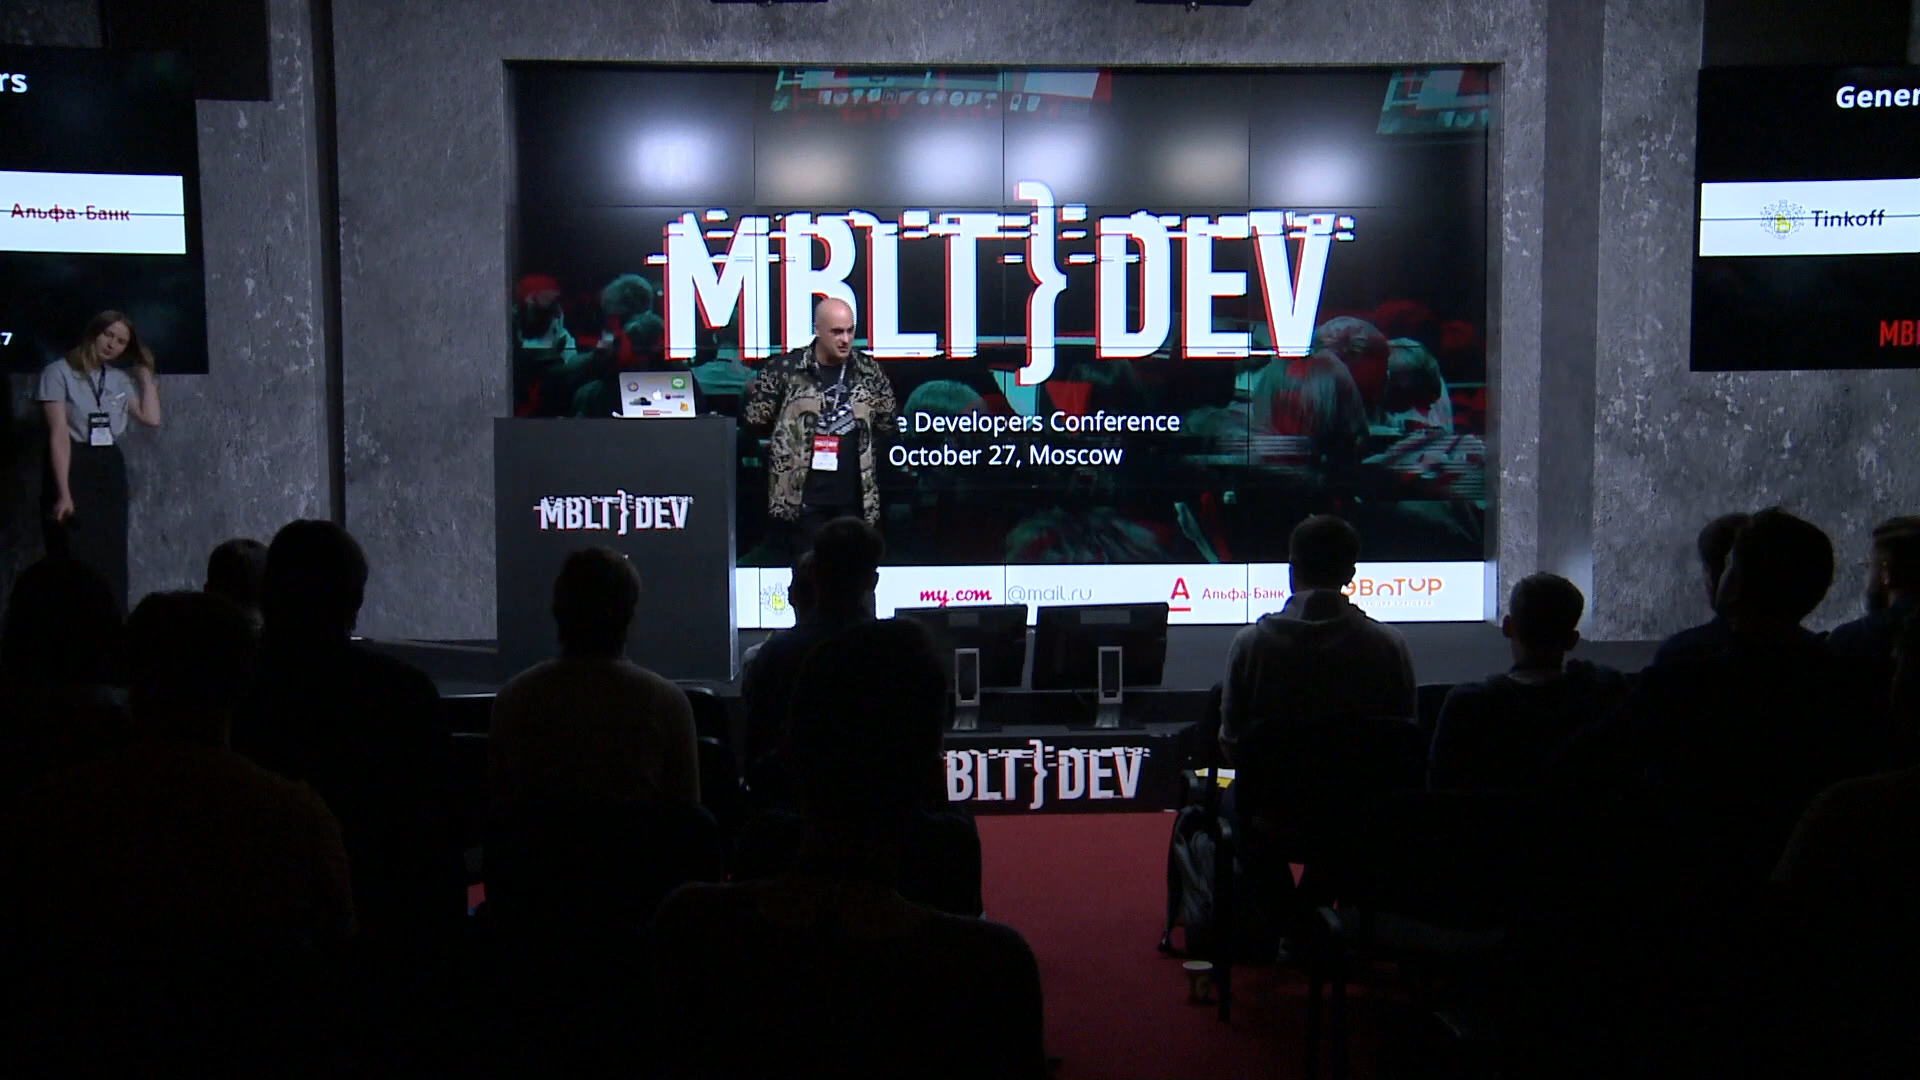 rs
Альфа·Банк
7
MBLT}DEV
e Developers Conference
October 27, Moscow
my.com
@mail.ru
Альфа·Банк
ЭВОТОР
Gener
Tinkoff
MB
MBLT}DEV
BLT}DEV